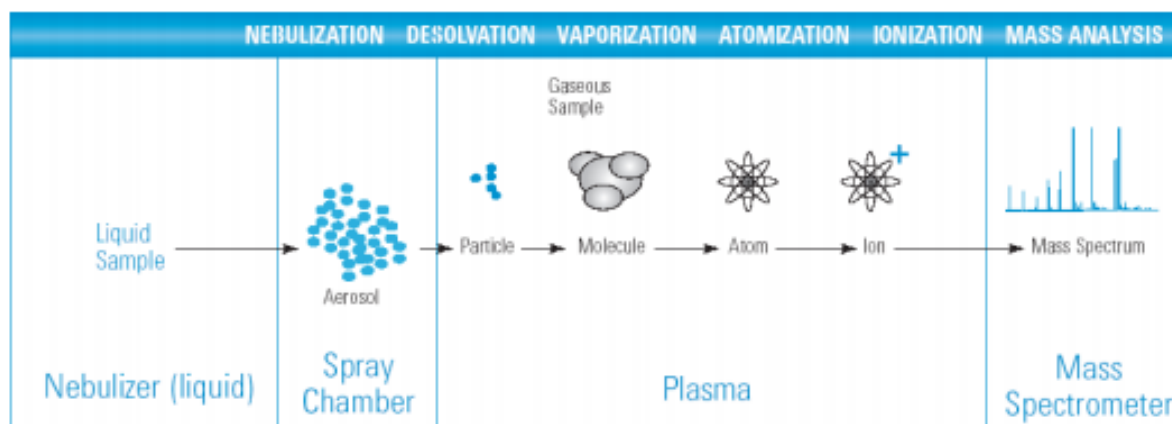 NEBULIZATION DESOLVATION VAPORIZATION ATOMIZATION IONIZATION MASS ANALYSIS
Gaseous
Sample
+
Liquid
Sample
Aerosol
Particle
Molecule
Atom
Ion
Mass Spectrum
Nebulizer (liquid)
Spray
Chamber
Plasma
Mass
Spectrometer